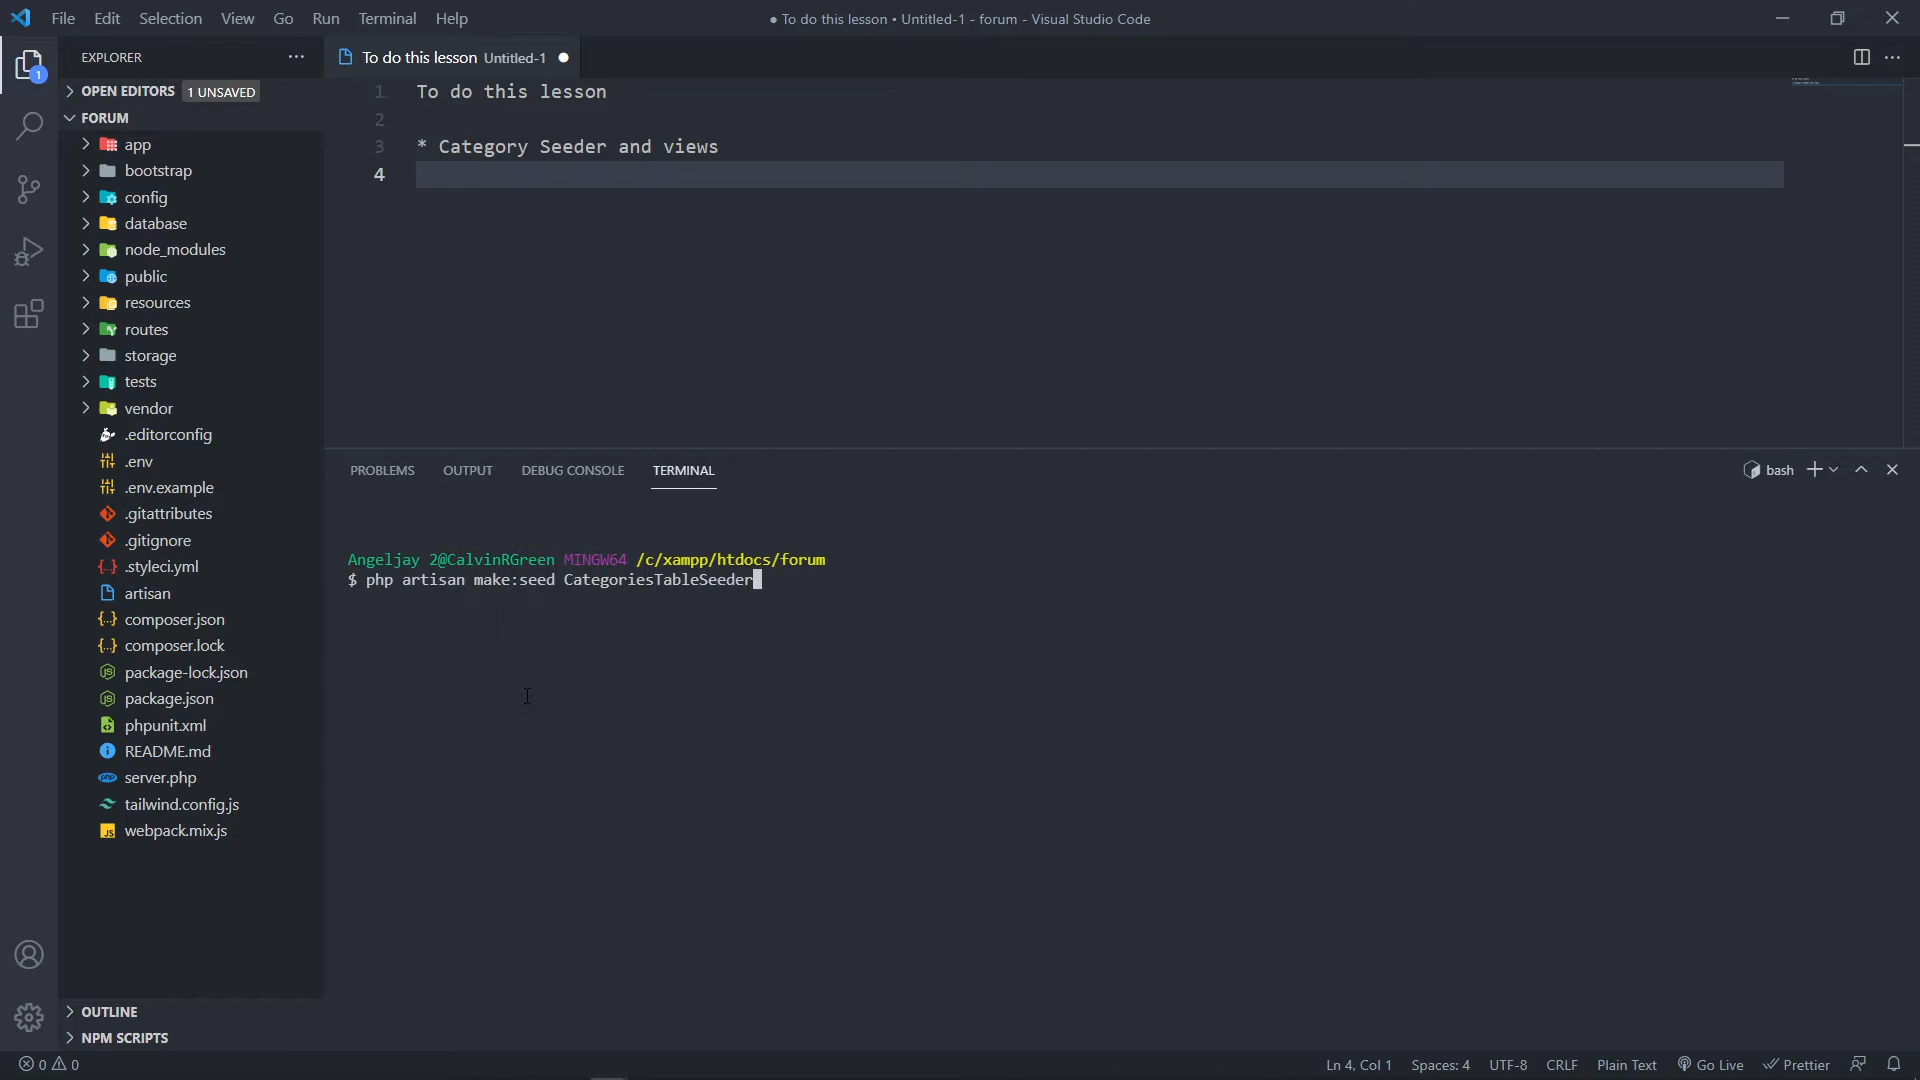 File Edit Selection View Go Run Terminal Help
● To do this lesson • Untitled-1 - forum - Visual Studio Code
EXPLORER
1
OPEN EDITORS 1 UNSAVED
FORUM
app
bootstrap
config
database
node_modules
public
resources
routes
storage
tests
vendor
.editorconfig
.env
.env.example
.gitattributes
.gitignore
.styleci.yml
artisan
composer.json
composer.lock
package-lock.json
package.json
phpunit.xml
README.md
server.php
tailwind.config.js
webpack.mix.js
OUTLINE
NPM SCRIPTS
To do this lesson Untitled-1
1 To do this lesson
2
3 * Category Seeder and views
4
PROBLEMS OUTPUT DEBUG CONSOLE TERMINAL
bash
Angeljay 2@CalvinRGreen MINGW64 /c/xampp/htdocs/forum
$ php artisan make:seed CategoriesTableSeeder
0 0
Ln 4, Col 1 Spaces: 4 UTF-8 CRLF Plain Text Go Live Prettier